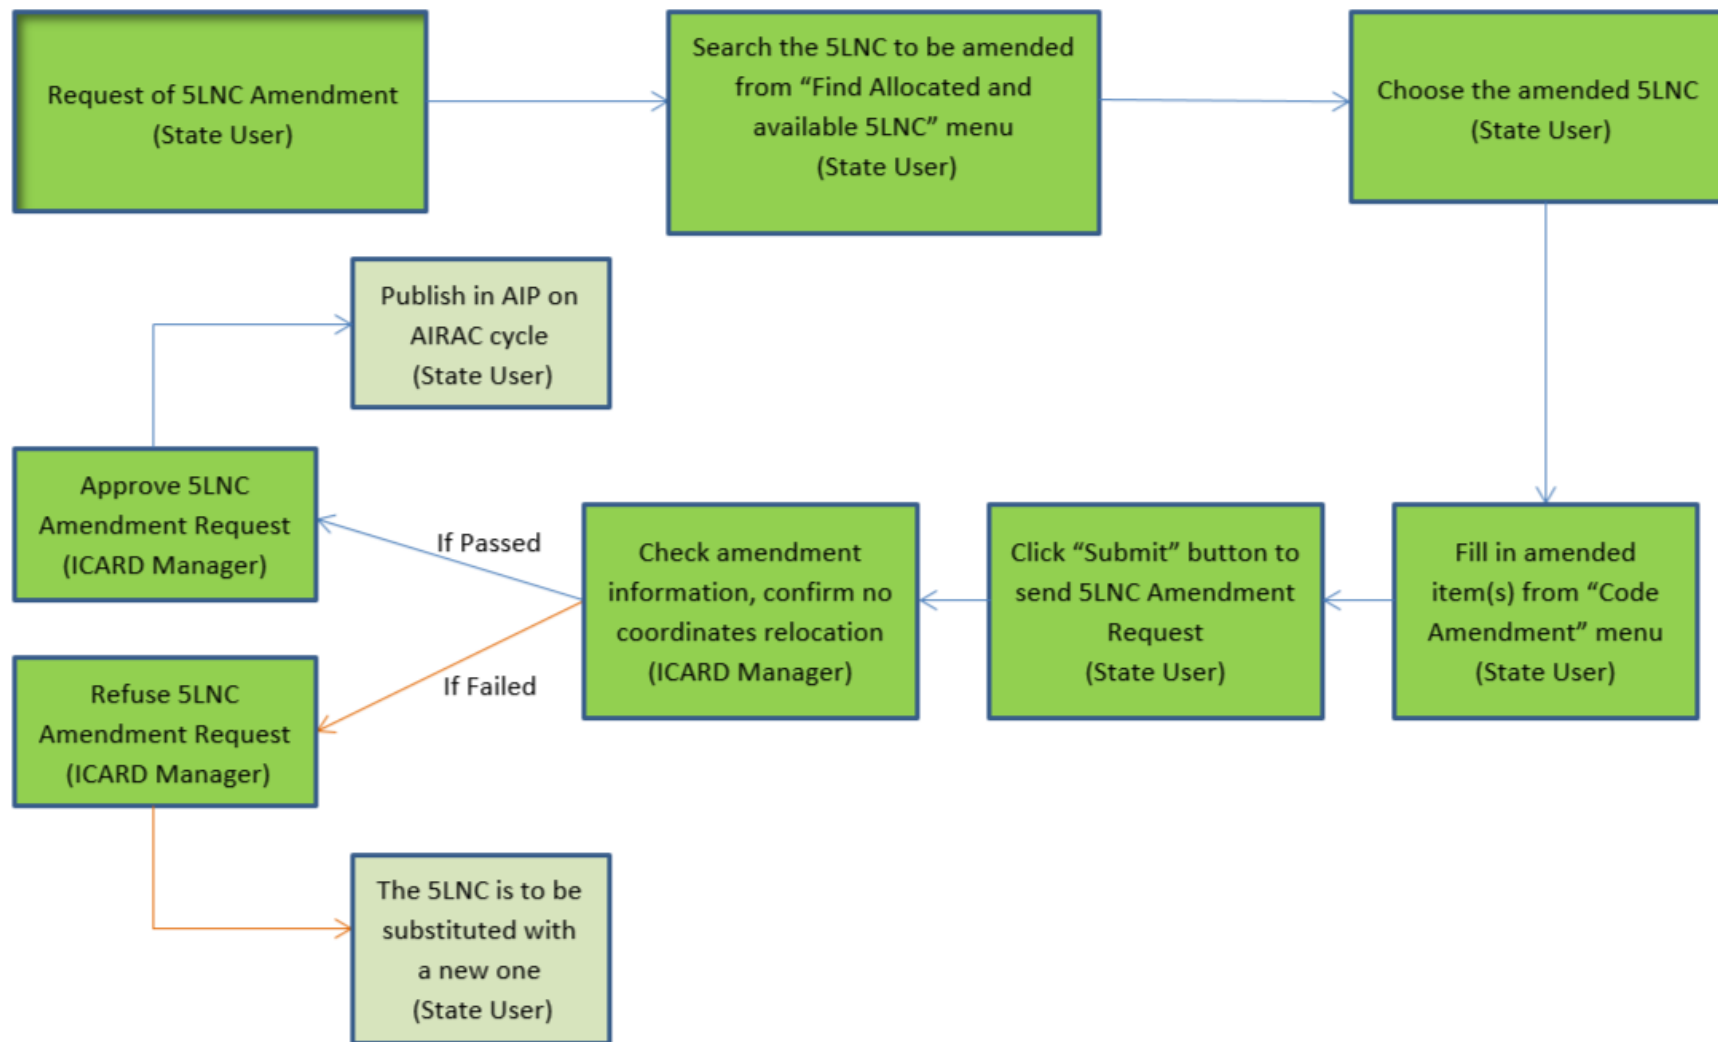 Request of 5LNC Amendment
(State User)
Search the 5LNC to be amended
from “Find Allocated and
available 5LNC” menu
(State User)
Choose the amended 5LNC
(State User)
Publish in AIP on
AIRAC cycle
(State User)
Approve 5LNC
Amendment Request
(ICARD Manager)
If Passed
Check amendment
information, confirm no
coordinates relocation
(ICARD Manager)
Click “Submit” button to
send 5LNC Amendment
Request
(State User)
Fill in amended
item(s) from “Code
Amendment” menu
(State User)
If Failed
Refuse 5LNC
Amendment Request
(ICARD Manager)
The 5LNC is to be
substituted with
a new one
(State User)